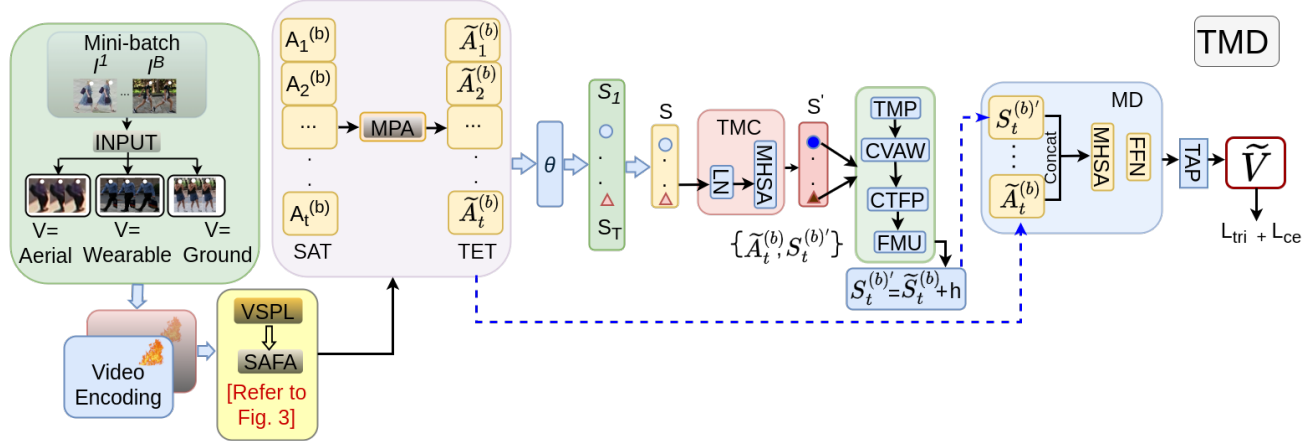 Mini-batch
I^1 ... I^B
INPUT
V= Aerial
V= Wearable
V= Ground
Video
Encoding
VSPL
SAFA
[Refer to
Fig. 3]
A_1^(b)
A_2^(b)
...
.
.
A_t^(b)
SAT
MPA
Ã_1^(b)
Ã_2^(b)
...
.
.
Ã_t^(b)
TET
θ
S_1
S_T
S
TMC
LN
MHSA
S'
{Ã_t^(b), S_t^(b)'}
TMP
CVAW
CTFP
FMU
S_t^(b)'=S̃_t^(b)+h
TMD
MD
S_t^(b)'
Ã_t^(b)
Concat
MHSA
FFN
TAP
Ṽ
L_tri + L_ce